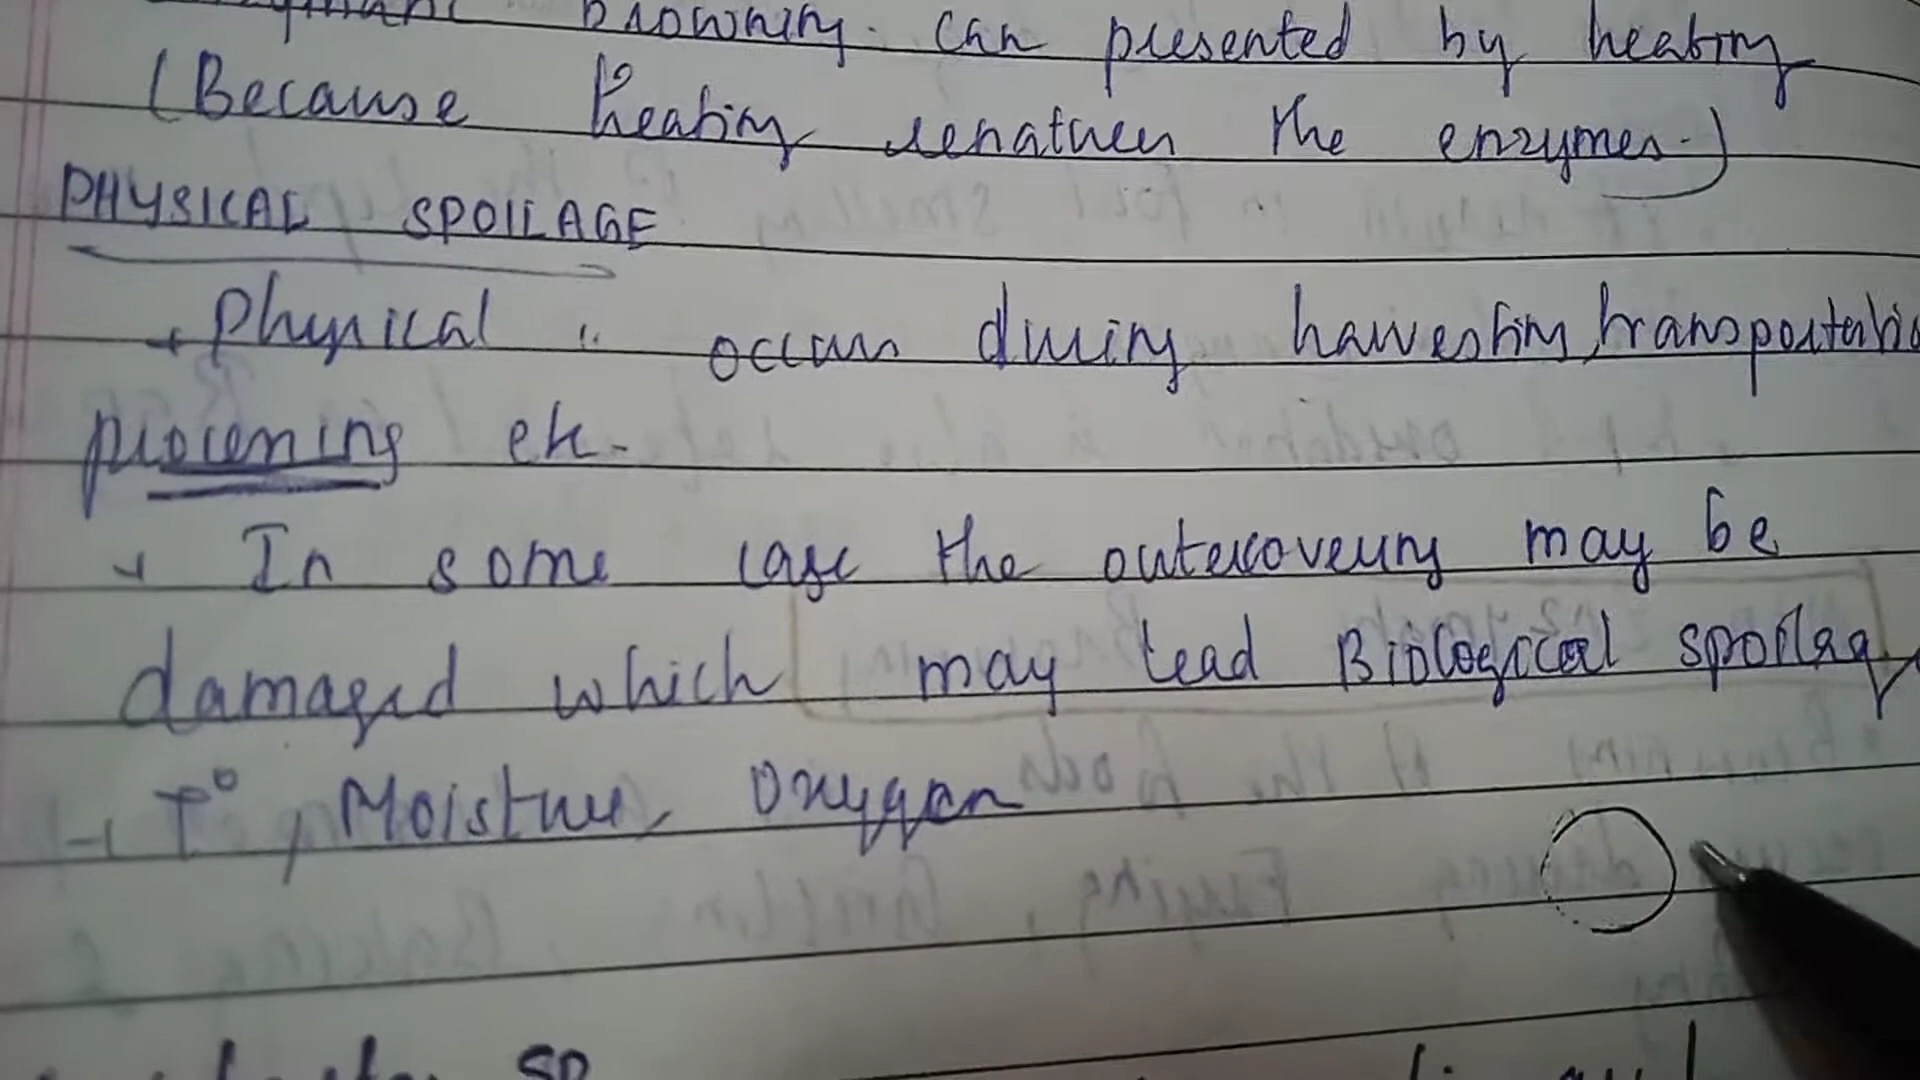 browning. can presented by heating
(Because heating denatures the enzymes.)
PHYSICAL SPOILAGE
Physical " occurs during harvesting, transportatio
processing etc.
In some case the outercovering may be
damaged which may lead Biological spoilag
T°, Moisture, Oxygen